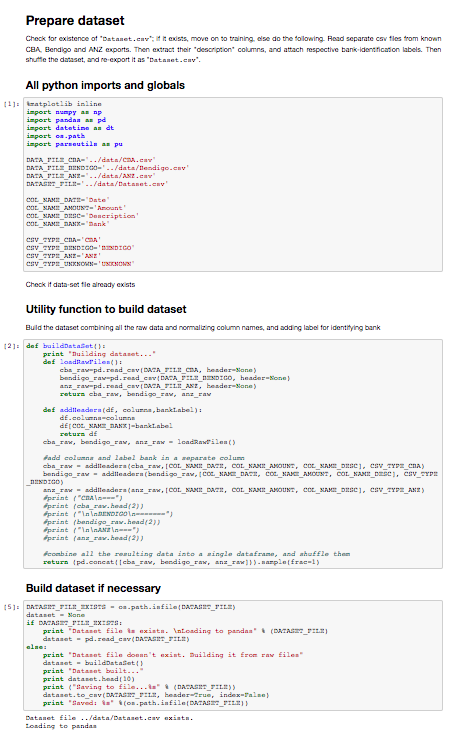 Prepare dataset
Check for existence of "Dataset.csv"; if it exists, move on to training, else do the following. Read separate csv files from known
CBA, Bendigo and ANZ exports. Then extract their "description" columns, and attach respective bank-identification labels. Then
shuffle the dataset, and re-export it as "Dataset.csv".
All python imports and globals
[1]: %matplotlib inline
import numpy as np
import pandas as pd
import datetime as dt
import os.path
import parseutils as pu
DATA_FILE_CBA='../data/CBA.csv'
DATA_FILE_BENDIGO='../data/Bendigo.csv'
DATA_FILE_ANZ='../data/ANZ.csv'
DATASET_FILE='../data/Dataset.csv'
COL_NAME_DATE='Date'
COL_NAME_AMOUNT='Amount'
COL_NAME_DESC='Description'
COL_NAME_BANK='Bank'
CSV_TYPE_CBA='CBA'
CSV_TYPE_BENDIGO='BENDIGO'
CSV_TYPE_ANZ='ANZ'
CSV_TYPE_UNKNOWN='UNKNOWN'
Check if data-set file already exists
Utility function to build dataset
Build the dataset combining all the raw data and normalizing column names, and adding label for identifying bank
[2]: def buildDataSet():
print "Building dataset..."
def loadRawFiles():
cba_raw=pd.read_csv(DATA_FILE_CBA, header=None)
bendigo_raw=pd.read_csv(DATA_FILE_BENDIGO, header=None)
anz_raw=pd.read_csv(DATA_FILE_ANZ, header=None)
return cba_raw, bendigo_raw, anz_raw
def addHeaders(df, columns,bankLabel):
df.columns=columns
df[COL_NAME_BANK]=bankLabel
return df
cba_raw, bendigo_raw, anz_raw = loadRawFiles()
#add columns and label bank in a separate column
cba_raw = addHeaders(cba_raw,[COL_NAME_DATE, COL_NAME_AMOUNT, COL_NAME_DESC], CSV_TYPE_CBA)
bendigo_raw = addHeaders(bendigo_raw,[COL_NAME_DATE, COL_NAME_AMOUNT, COL_NAME_DESC], CSV_TYPE
_BENDIGO)
anz_raw = addHeaders(anz_raw,[COL_NAME_DATE, COL_NAME_AMOUNT, COL_NAME_DESC], CSV_TYPE_ANZ)
#print ("CBA\n===")
#print (cba_raw.head(2))
#print ("\n\nBENDIGO\n=======")
#print (bendigo_raw.head(2))
#print ("\n\nANZ\n===")
#print (anz_raw.head(2))
#combine all the resulting data into a single dataframe, and shuffle them
return (pd.concat([cba_raw, bendigo_raw, anz_raw])).sample(frac=1)
Build dataset if necessary
[5]: DATASET_FILE_EXISTS = os.path.isfile(DATASET_FILE)
dataset = None
if DATASET_FILE_EXISTS:
print "Dataset file %s exists. \nLoading to pandas" % (DATASET_FILE)
dataset = pd.read_csv(DATASET_FILE)
else:
print "Dataset file doesn't exist. Building it from raw files"
dataset = buildDataSet()
print "Dataset built..."
print dataset.head(10)
print ("Saving to file...%s" % (DATASET_FILE))
dataset.to_csv(DATASET_FILE, header=True, index=False)
print "Saved: %s" %(os.path.isfile(DATASET_FILE))
Dataset file ../data/Dataset.csv exists.
Loading to pandas